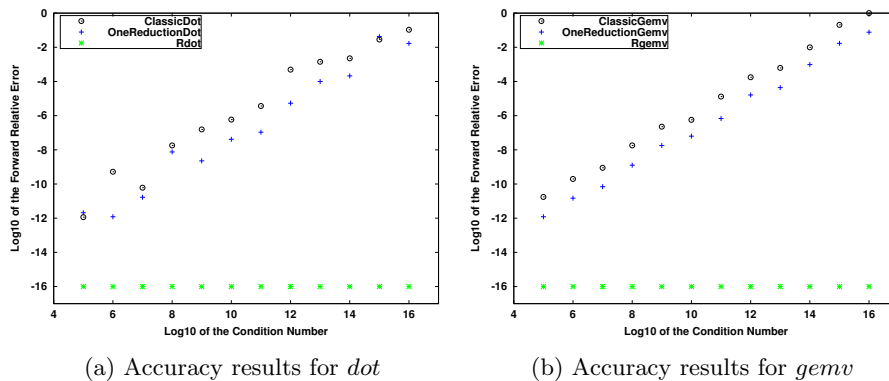 ClassicDot
OneReductionDot
Rdot
0
-2
-4
-6
-8
-10
-12
-14
-16
4
6
8
10
12
14
16
Log10 of the Forward Relative Error
Log10 of the Condition Number
(a) Accuracy results for dot
ClassicGemv
OneReductionGemv
Rgemv
0
-2
-4
-6
-8
-10
-12
-14
-16
4
6
8
10
12
14
16
Log10 of the Forward Relative Error
Log10 of the Condition Number
(b) Accuracy results for gemv